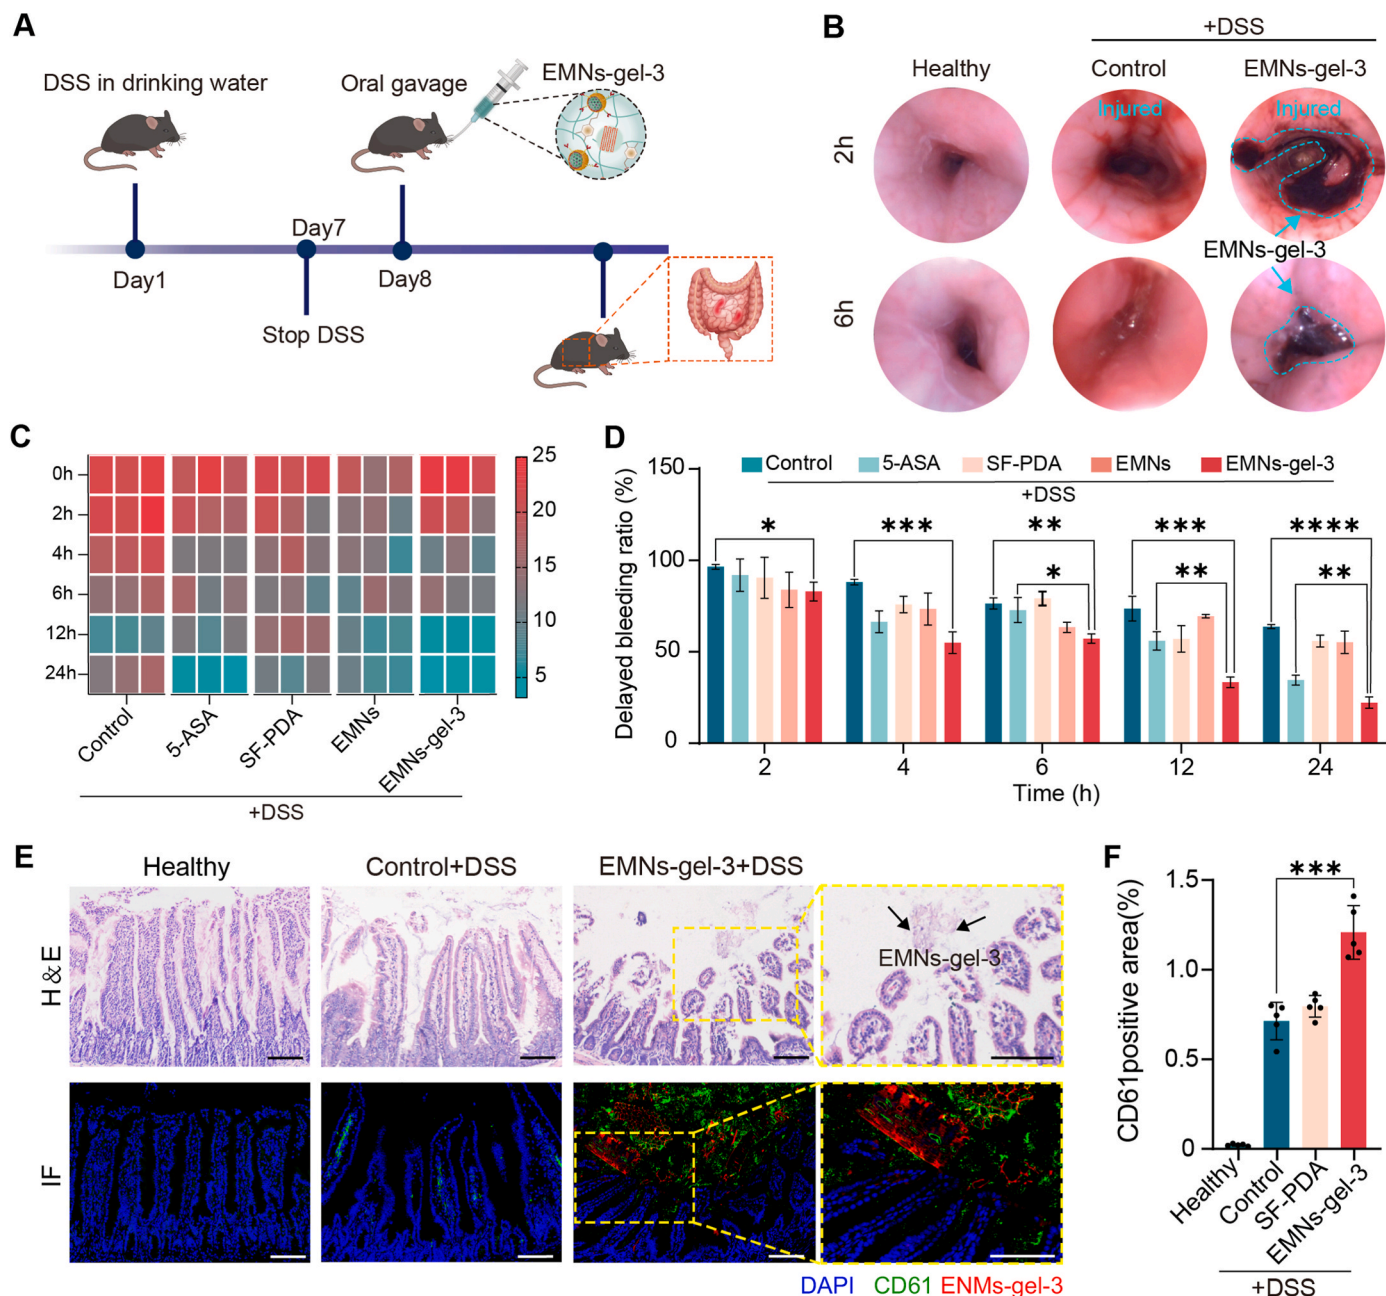 A
DSS in drinking water
Oral gavage
EMNs-gel-3
Day1
Day7
Stop DSS
Day8
B
+DSS
Healthy
Control
EMNs-gel-3
2h
Injured
Injured
EMNs-gel-3
6h
C
0h
2h
4h
6h
12h
24h
25
20
15
10
5
Control
5-ASA
SF-PDA
EMNs
EMNs-gel-3
+DSS
D
Delayed bleeding ratio (%)
150
100
50
0
Control
5-ASA
SF-PDA
EMNs
EMNs-gel-3
+DSS
*
***
**
*
***
**
****
**
2
4
6
12
24
Time (h)
E
Healthy
Control+DSS
EMNs-gel-3+DSS
H&E
EMNs-gel-3
IF
DAPI CD61 ENMs-gel-3
F
CD61positive area(%)
1.5
1.0
0.5
0
***
Healthy
Control
SF-PDA
EMNs-gel-3
+DSS